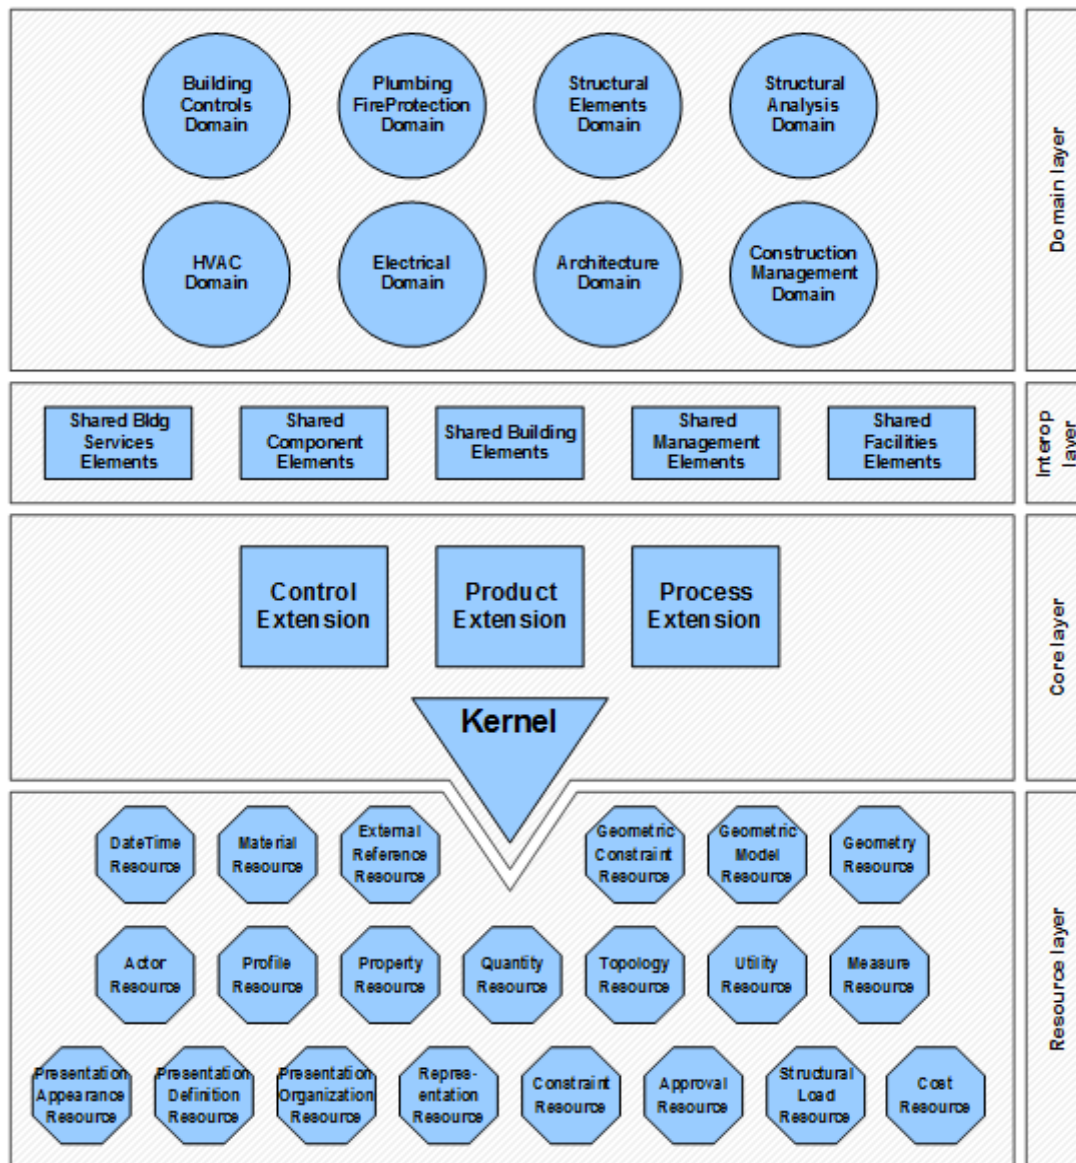 Building
Controls
Domain
Plumbing
FireProtection
Domain
Structural
Elements
Domain
Structural
Analysis
Domain
HVAC
Domain
Electrical
Domain
Architecture
Domain
Construction
Management
Domain
Domain layer
Shared Bldg
Services
Elements
Shared
Component
Elements
Shared Building
Elements
Shared
Management
Elements
Shared
Facilities
Elements
Interop
layer
Control
Extension
Product
Extension
Process
Extension
Kernel
Core layer
DateTime
Resource
Material
Resource
External
Reference
Resource
Geometric
Constraint
Resource
Geometric
Model
Resource
Geometry
Resource
Actor
Resource
Profile
Resource
Property
Resource
Quantity
Resource
Topology
Resource
Utility
Resource
Measure
Resource
Presentation
Appearance
Resource
Presentation
Definition
Resource
Presentation
Organization
Resource
Repres-
entation
Resource
Constraint
Resource
Approval
Resource
Structural
Load
Resource
Cost
Resource
Resource layer